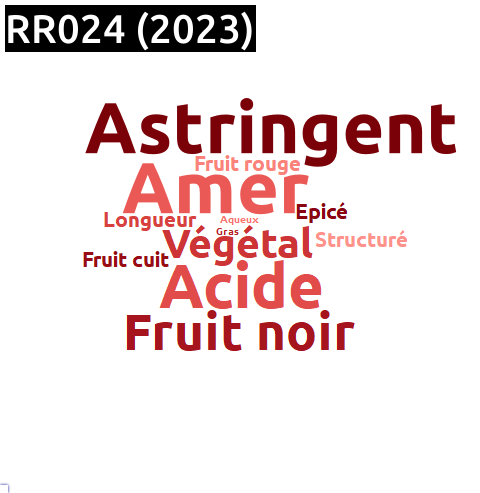 RR024 (2023)
Astringent
Fruit rouge
Amer
Epicé
Longueur
Aqueux
Gras
Végétal
Structuré
Fruit cuit
Acide
Fruit noir